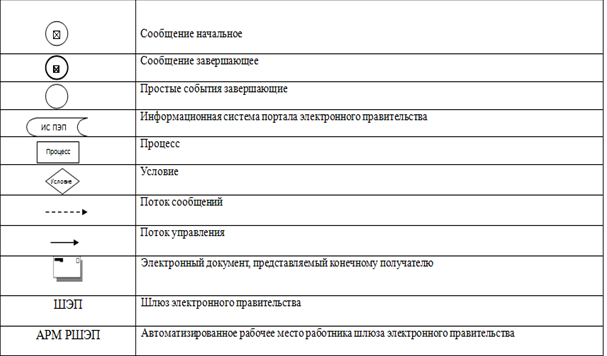 Сообщение начальное
Сообщение завершающее
Простые события завершающие
ИС ПЭП
Информационная система портала электронного правительства
Процесс
Процесс
Условие
Условие
Поток сообщений
Поток управления
Электронный документ, представляемый конечному получателю
ШЭП
Шлюз электронного правительства
АРМ РШЭП
Автоматизированное рабочее место работника шлюза электронного правительства